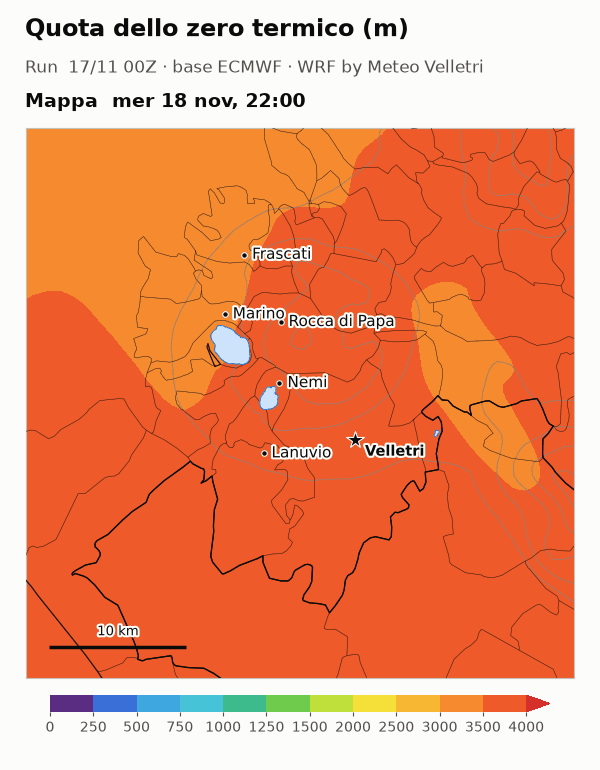 Quota dello zero termico (m)
Run  17/11 00Z · base ECMWF · WRF by Meteo Velletri
Mappa  mer 18 nov, 22:00
Frascati
Marino
Rocca di Papa
Nemi
Velletri
Lanuvio
10 km
0 250 500 750 1000 1250 1500 2000 2500 3000 3500 4000